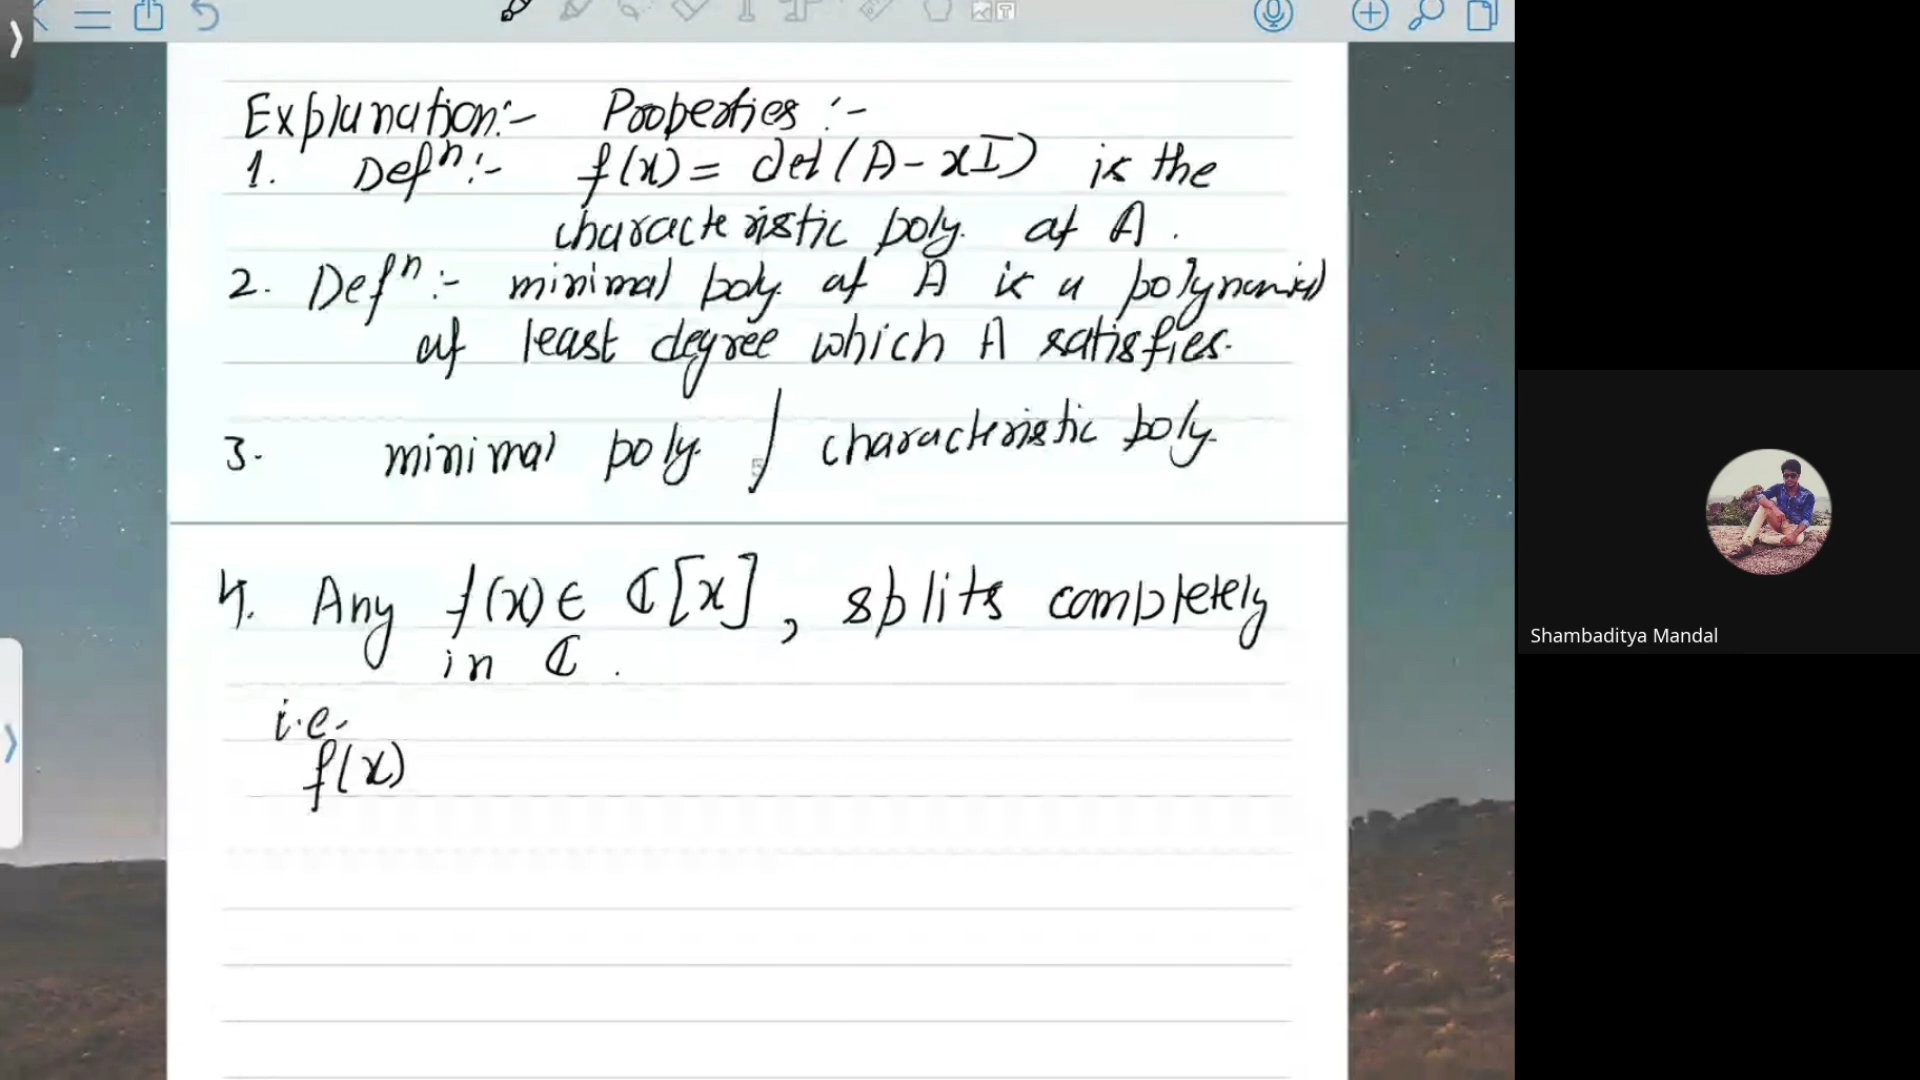 Explanation:- Properties :-
1. Defⁿ:- f(x) = det(A-xI) is the
characteristic poly. of A.
2. Defⁿ:- minimal poly. of A is a polynomial
of least degree which A satisfies.
3. minimal poly. | characteristic poly.
4. Any f(x) ∈ ℂ[x], splits completely
in ℂ.
i.e.
f(x)
Shambaditya Mandal